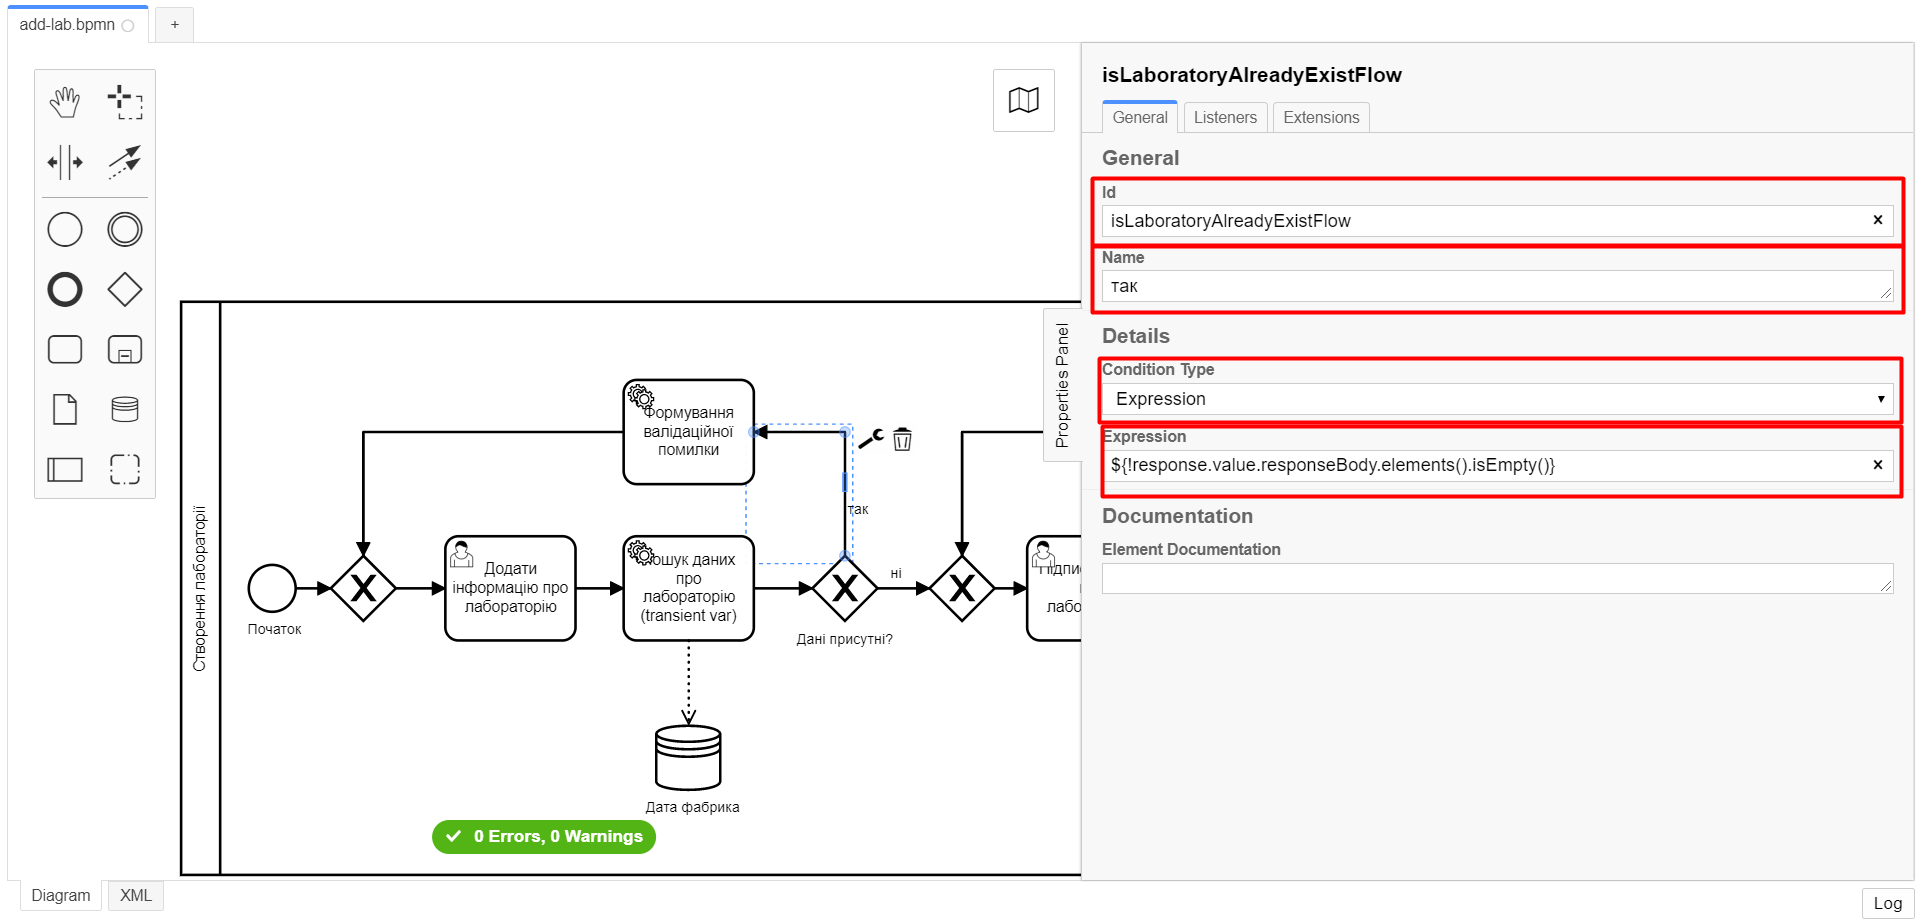 add-lab.bpmn
+
isLaboratoryAlreadyExistFlow
General
Listeners
Extensions
General
Id
isLaboratoryAlreadyExistFlow
Name
так
Details
Condition Type
Expression
Expression
${!response.value.responseBody.elements().isEmpty()}
Documentation
Element Documentation
Properties Panel
Створення лабораторії
Формування
валідаційної
помилки
так
Додати
інформацію про
лабораторію
ошук даних
про
лабораторію
(transient var)
ні
Підпи
лабо
Початок
Дані присутні?
Дата фабрика
0 Errors, 0 Warnings
Diagram
XML
Log